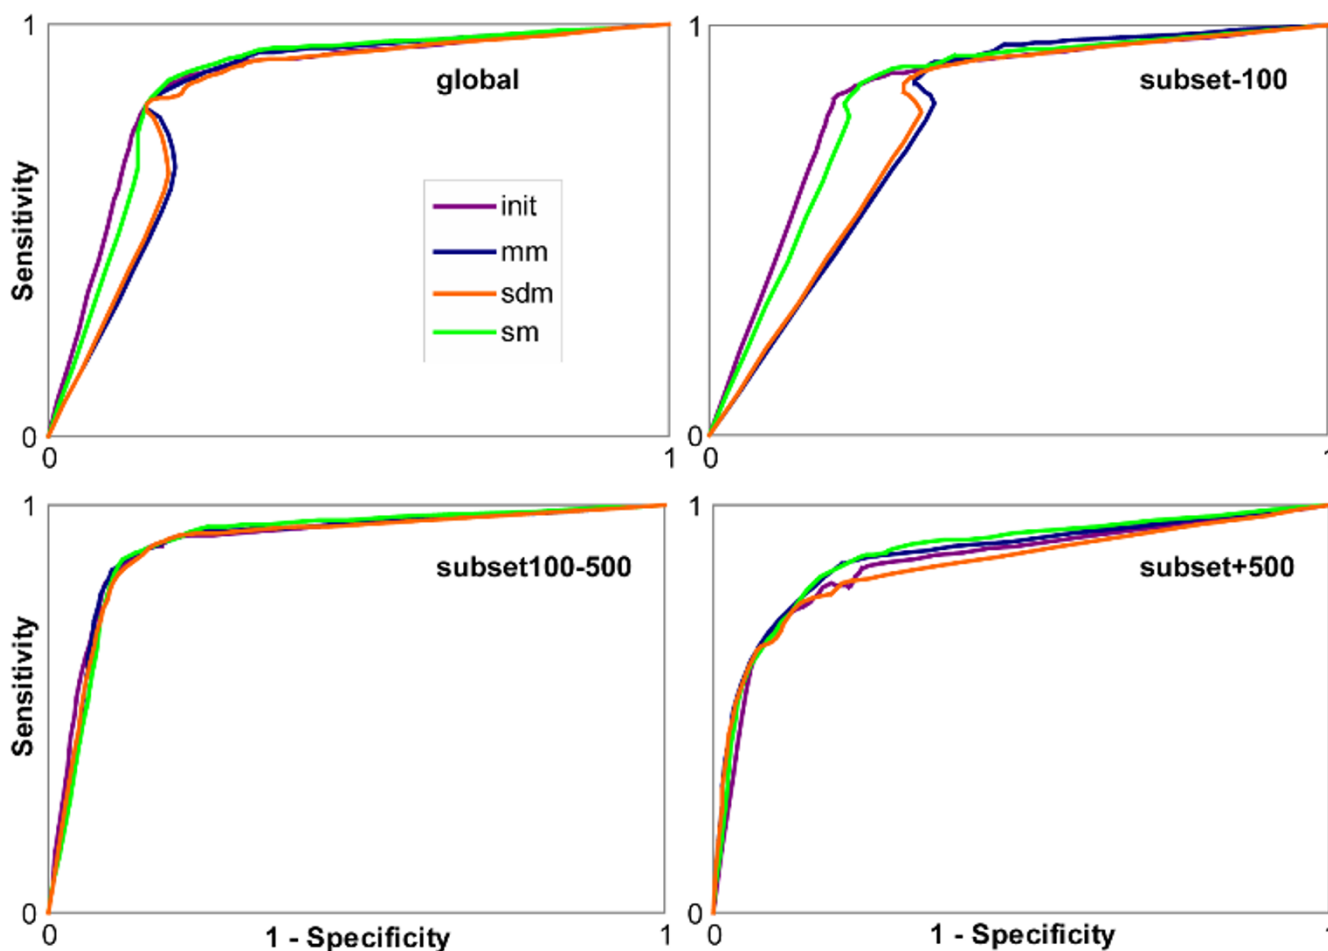 1
global
Sensitivity
init
mm
sdm
sm
0
0
1
1
subset-100
0
0
1
1
subset100-500
Sensitivity
0
0
1 - Specificity
1
1
subset+500
0
0
1 - Specificity
1